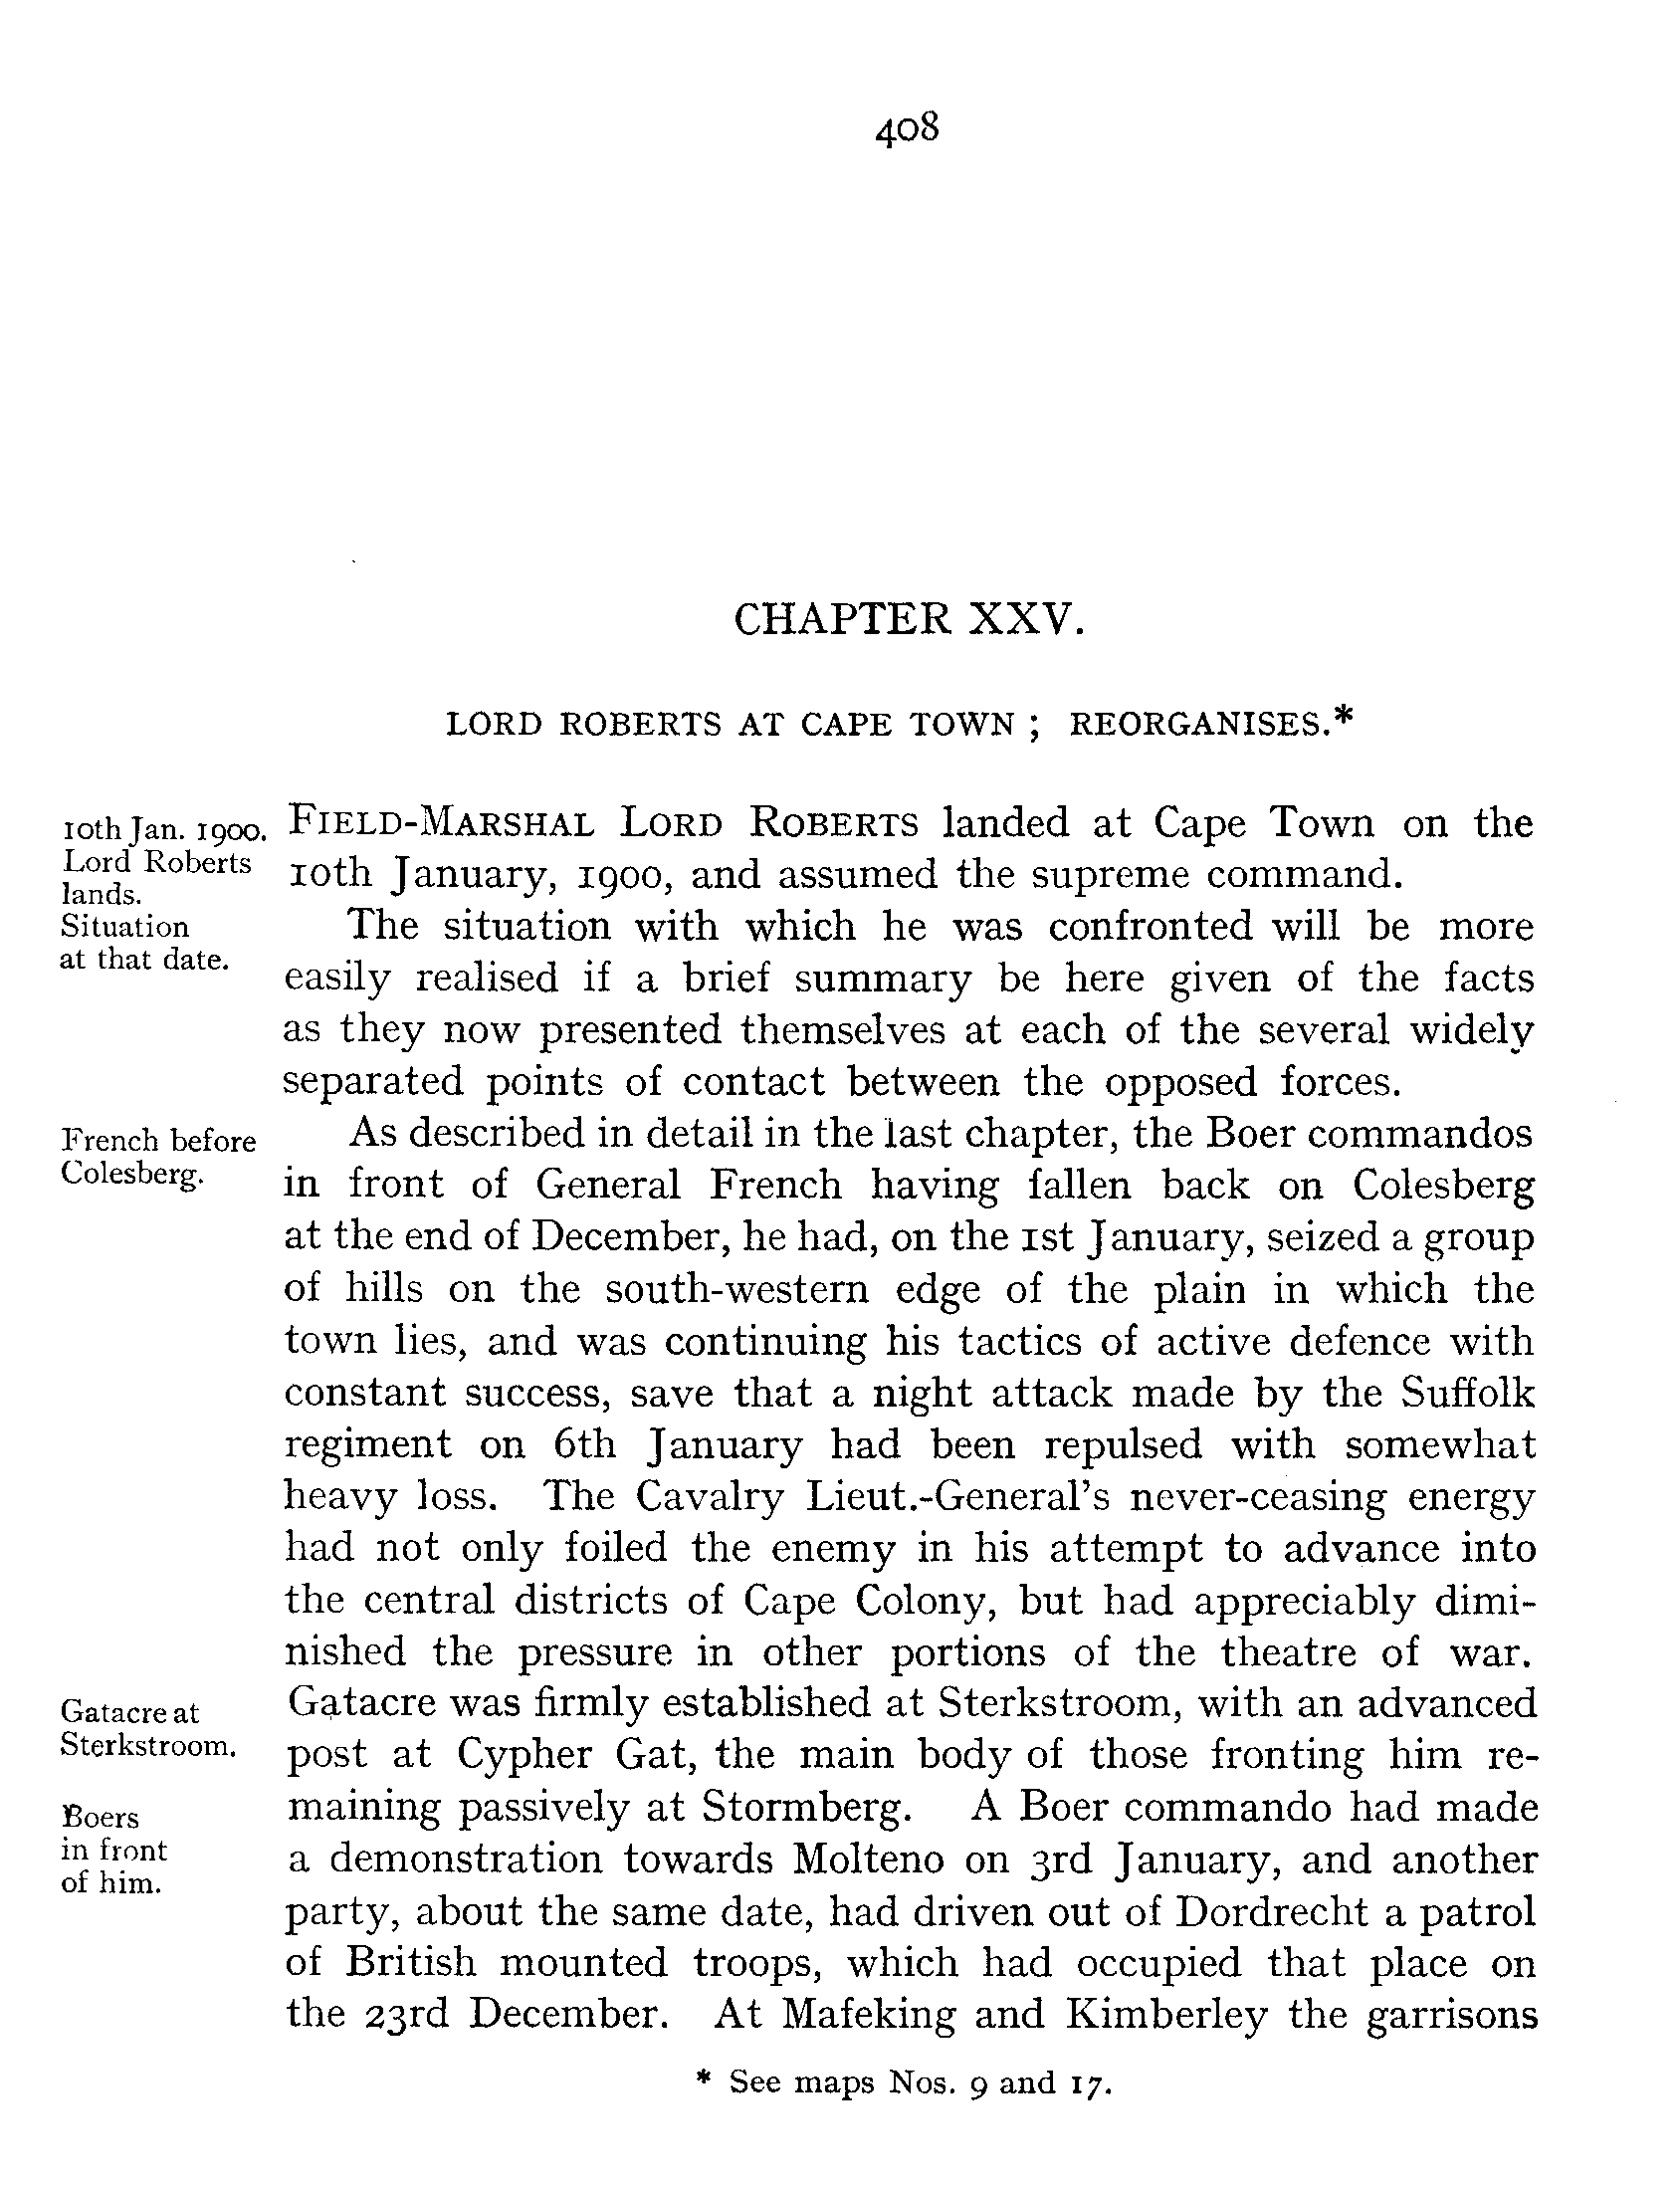 408
CHAPTER XXV.
LORD ROBERTS AT CAPE TOWN ; REORGANISES.*
10th Jan. 1900.
Lord Roberts
lands.
Situation
at that date.
FIELD-MARSHAL LORD ROBERTS landed at Cape Town on the
10th January, 1900, and assumed the supreme command.
The situation with which he was confronted will be more
easily realised if a brief summary be here given of the facts
as they now presented themselves at each of the several widely
separated points of contact between the opposed forces.
French before
Colesberg.
As described in detail in the last chapter, the Boer commandos
in front of General French having fallen back on Colesberg
at the end of December, he had, on the 1st January, seized a group
of hills on the south-western edge of the plain in which the
town lies, and was continuing his tactics of active defence with
constant success, save that a night attack made by the Suffolk
regiment on 6th January had been repulsed with somewhat
heavy loss. The Cavalry Lieut.-General's never-ceasing energy
had not only foiled the enemy in his attempt to advance into
the central districts of Cape Colony, but had appreciably dimi-
nished the pressure in other portions of the theatre of war.
Gatacre at
Sterkstroom.
Gatacre was firmly established at Sterkstroom, with an advanced
post at Cypher Gat, the main body of those fronting him re-
Boers
in front
of him.
maining passively at Stormberg. A Boer commando had made
a demonstration towards Molteno on 3rd January, and another
party, about the same date, had driven out of Dordrecht a patrol
of British mounted troops, which had occupied that place on
the 23rd December. At Mafeking and Kimberley the garrisons
* See maps Nos. 9 and 17.